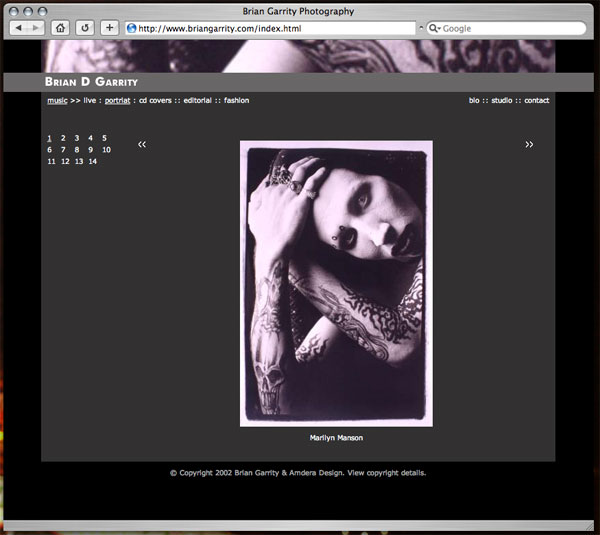 Brian Garrity Photography
http://www.briangarrity.com/index.html
Google
BRIAN D GARRITY
music >> live : portriat : cd covers :: editorial :: fashion
bio :: studio :: contact
1 2 3 4 5
6 7 8 9 10
11 12 13 14
<< >>
Marilyn Manson
© Copyright 2002 Brian Garrity & Amdera Design. View copyright details.